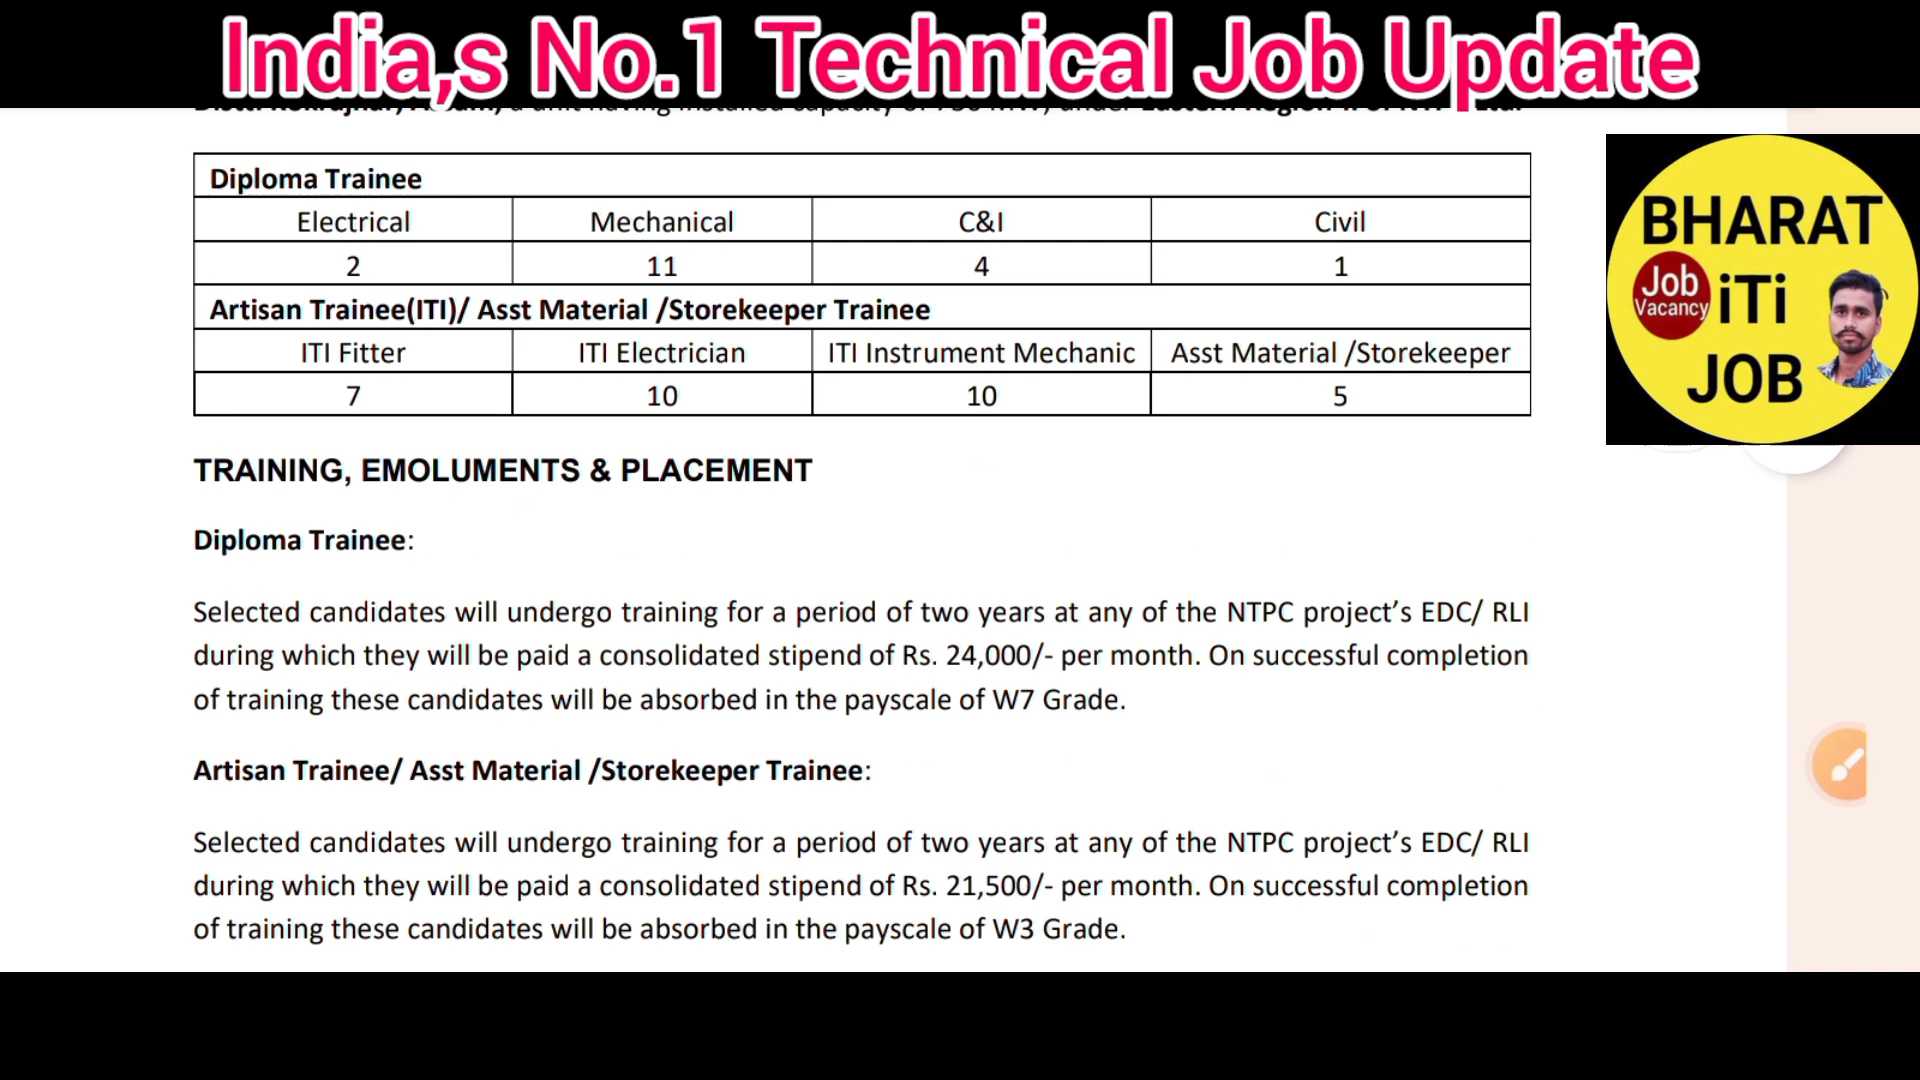 India,s No.1 Technical Job Update
Diploma Trainee
Electrical Mechanical C&I Civil
2 11 4 1
Artisan Trainee(ITI)/ Asst Material /Storekeeper Trainee
ITI Fitter ITI Electrician ITI Instrument Mechanic Asst Material /Storekeeper
7 10 10 5
TRAINING, EMOLUMENTS & PLACEMENT
Diploma Trainee:
Selected candidates will undergo training for a period of two years at any of the NTPC project’s EDC/ RLI
during which they will be paid a consolidated stipend of Rs. 24,000/- per month. On successful completion
of training these candidates will be absorbed in the payscale of W7 Grade.
Artisan Trainee/ Asst Material /Storekeeper Trainee:
Selected candidates will undergo training for a period of two years at any of the NTPC project’s EDC/ RLI
during which they will be paid a consolidated stipend of Rs. 21,500/- per month. On successful completion
of training these candidates will be absorbed in the payscale of W3 Grade.
BHARAT
Job
Vacancy
iTi
JOB